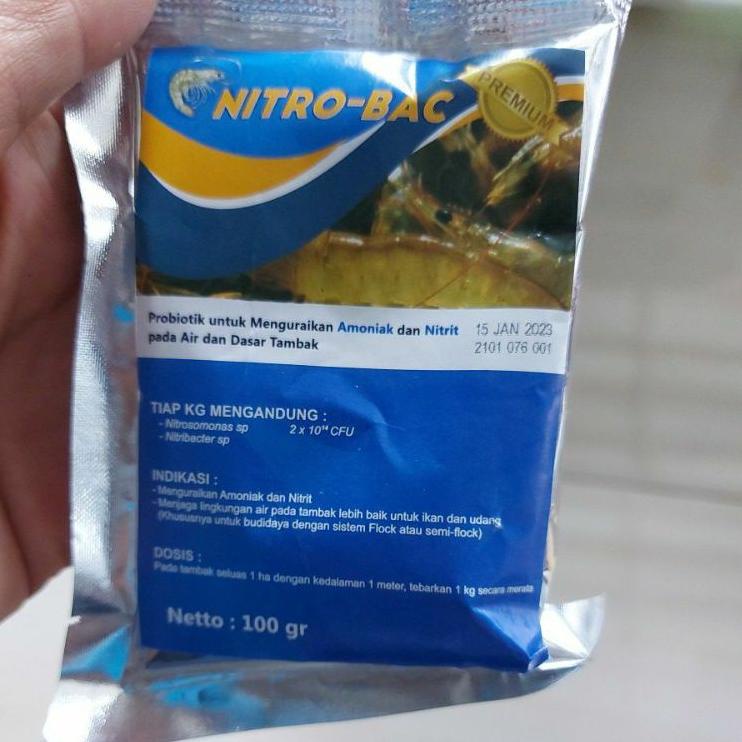 NITRO-BAC
PREMIUM
Probiotik untuk Menguraikan Amoniak dan Nitrit
pada Air dan Dasar Tambak
15 JAN 2023
2101 076 001
TIAP KG MENGANDUNG :
- Nitrosomonas sp 2 x 10¹⁴ CFU
- Nitribacter sp
INDIKASI :
- Menguraikan Amoniak dan Nitrit
- Menjaga lingkungan air pada tambak lebih baik untuk ikan dan udang
(Khususnya untuk budidaya dengan sistem Flock atau semi-flock)
DOSIS :
Pada tambak seluas 1 ha dengan kedalaman 1 meter, tebarkan 1 kg secara merata
Netto : 100 gr